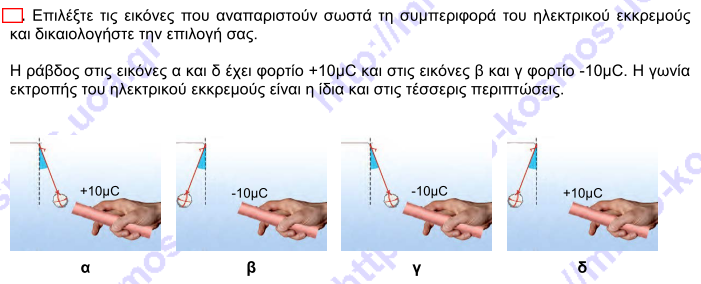 . Επιλέξτε τις εικόνες που αναπαριστούν σωστά τη συμπεριφορά του ηλεκτρικού εκκρεμούς
και δικαιολογήστε την επιλογή σας.
Η ράβδος στις εικόνες α και δ έχει φορτίο +10μC και στις εικόνες β και γ φορτίο -10μC. Η γωνία
εκτροπής του ηλεκτρικού εκκρεμούς είναι η ίδια και στις τέσσερις περιπτώσεις.
+10μC -10μC -10μC +10μC
α β γ δ